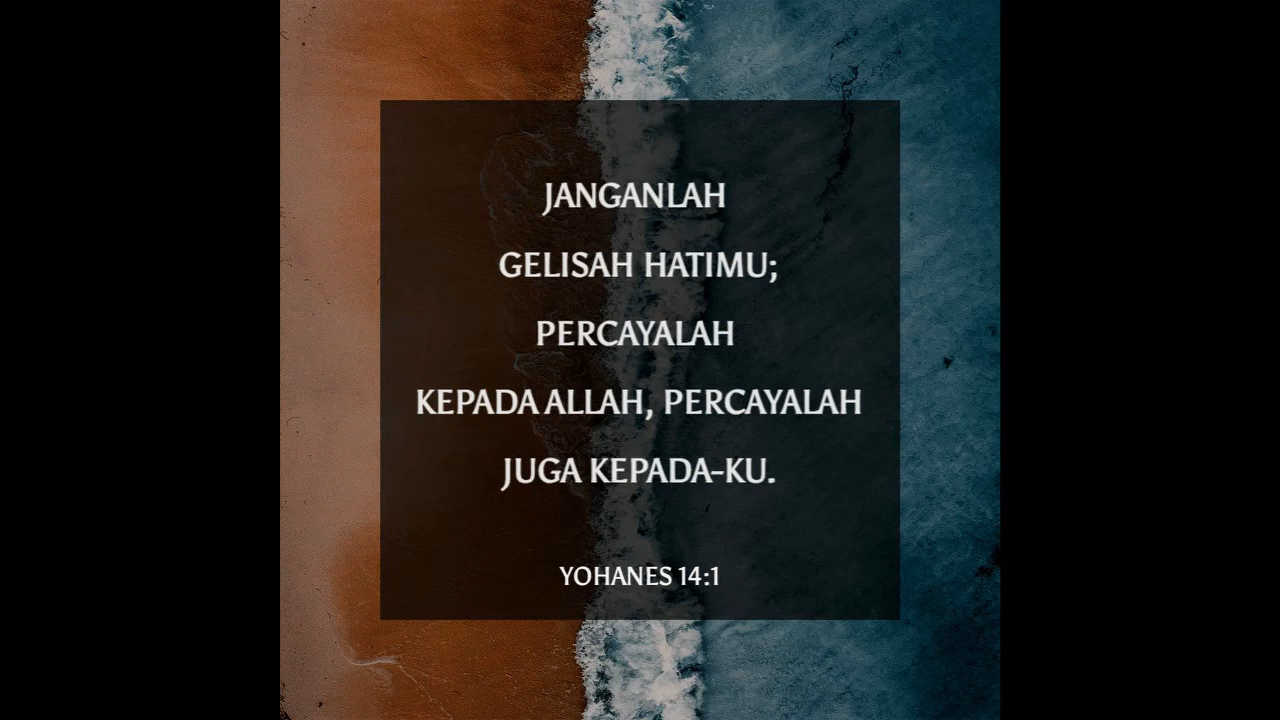 JANGANLAH
GELISAH HATIMU;
PERCAYALAH
KEPADA ALLAH, PERCAYALAH
JUGA KEPADA-KU.
YOHANES 14:1